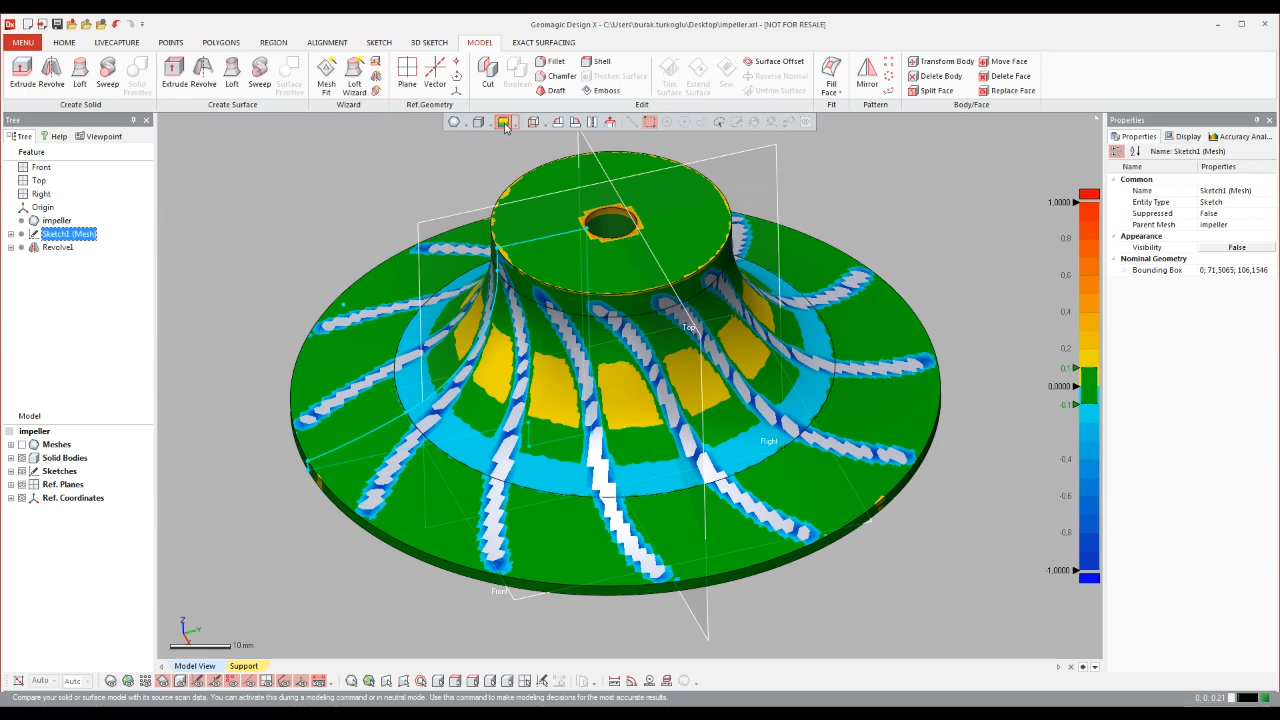 Geomagic Design X - C:\Users\burak.turkoglu\Desktop\impeller.xrl - [NOT FOR RESALE]
MENU HOME LIVECAPTURE POINTS POLYGONS REGION ALIGNMENT SKETCH 3D SKETCH MODEL EXACT SURFACING
Extrude Revolve Loft Sweep Solid Primitive
Create Solid
Extrude Revolve Loft Sweep Surface Primitive
Create Surface
Mesh Fit Loft Wizard
Wizard
Plane Vector
Ref.Geometry
Cut Boolean
Fillet Shell
Chamfer Thicken Surface
Draft Emboss
Trim Surface Extend Surface Sew
Surface Offset
Reverse Normal
Untrim Surface
Edit
Fill Face
Fit
Mirror
Pattern
Transform Body Move Face
Delete Body Delete Face
Split Face Replace Face
Body/Face
Tree
Tree Help Viewpoint
Feature
Front
Top
Right
Origin
impeller
Sketch1 (Mesh)
Revolve1
Model
impeller
Meshes
Solid Bodies
Sketches
Ref. Planes
Ref. Coordinates
Top
Right
Front
Z
Y
X
10 mm
1,0000
0,8
0,6
0,4
0,2
0,1
0,0000
-0,1
-0,4
-0,6
-0,8
-1,0000
Properties
Properties Display Accuracy Anal...
Name: Sketch1 (Mesh)
Name Properties
Common
Name Sketch1 (Mesh)
Entity Type Sketch
Suppressed False
Parent Mesh impeller
Appearance
Visibility False
Nominal Geometry
Bounding Box 0; 71,5065; 106,1546
Model View Support
Auto Auto
Compare your solid or surface model with its source scan data. You can activate this during a modeling command or in neutral mode. Use this command to make modeling decisions for the most accurate results.
0: 0: 0.21